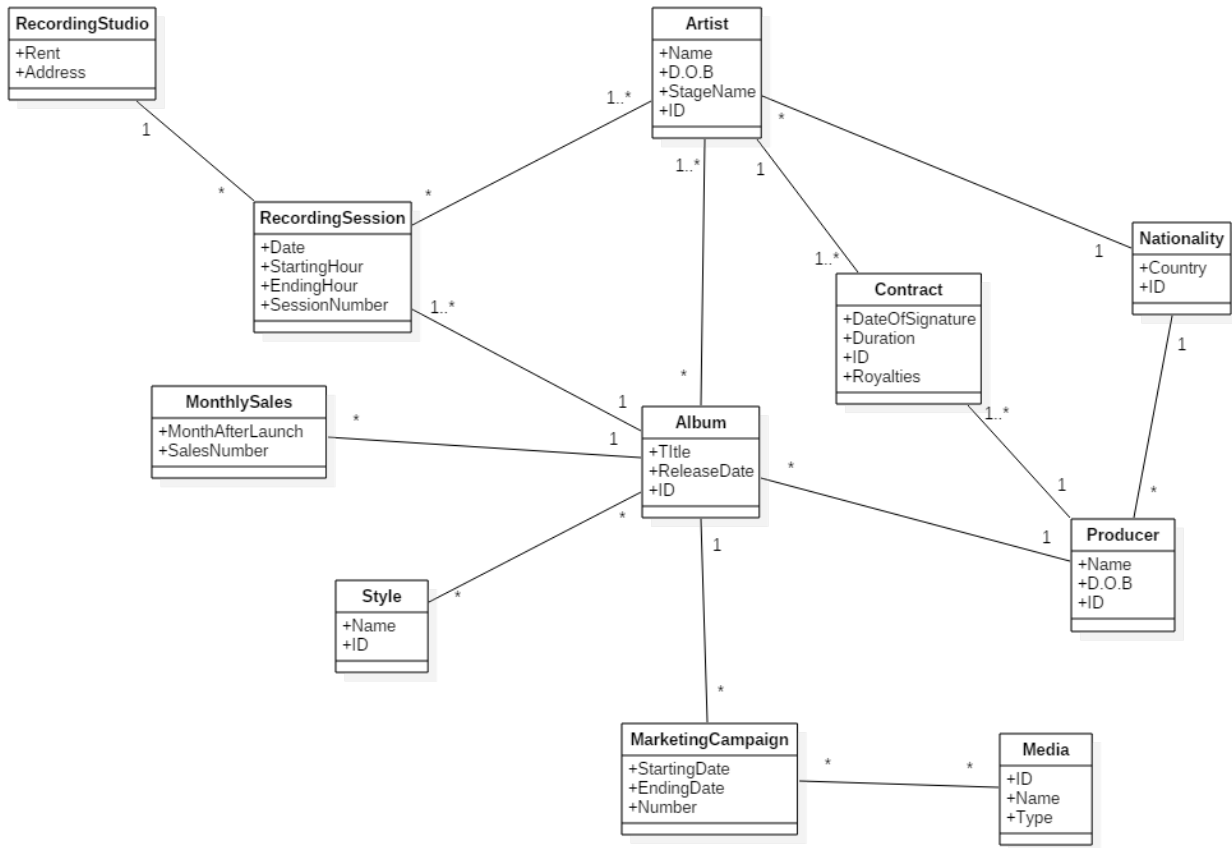 RecordingStudio
+Rent
+Address
1
*
Artist
+Name
+D.O.B
+StageName
+ID
1..*
*
1..*
1
*
RecordingSession
+Date
+StartingHour
+EndingHour
+SessionNumber
*
1..*
Nationality
+Country
+ID
1
1
Contract
+DateOfSignature
+Duration
+ID
+Royalties
1..*
1..*
MonthlySales
+MonthAfterLaunch
+SalesNumber
*
*
1
1
Album
+TItle
+ReleaseDate
+ID
*
*
1
1
1
*
Producer
+Name
+D.O.B
+ID
Style
+Name
+ID
*
*
MarketingCampaign
+StartingDate
+EndingDate
+Number
*
*
Media
+ID
+Name
+Type